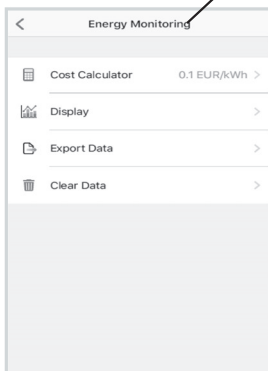 Energy Monitoring
Cost Calculator 0.1 EUR/kWh
Display
Export Data
Clear Data